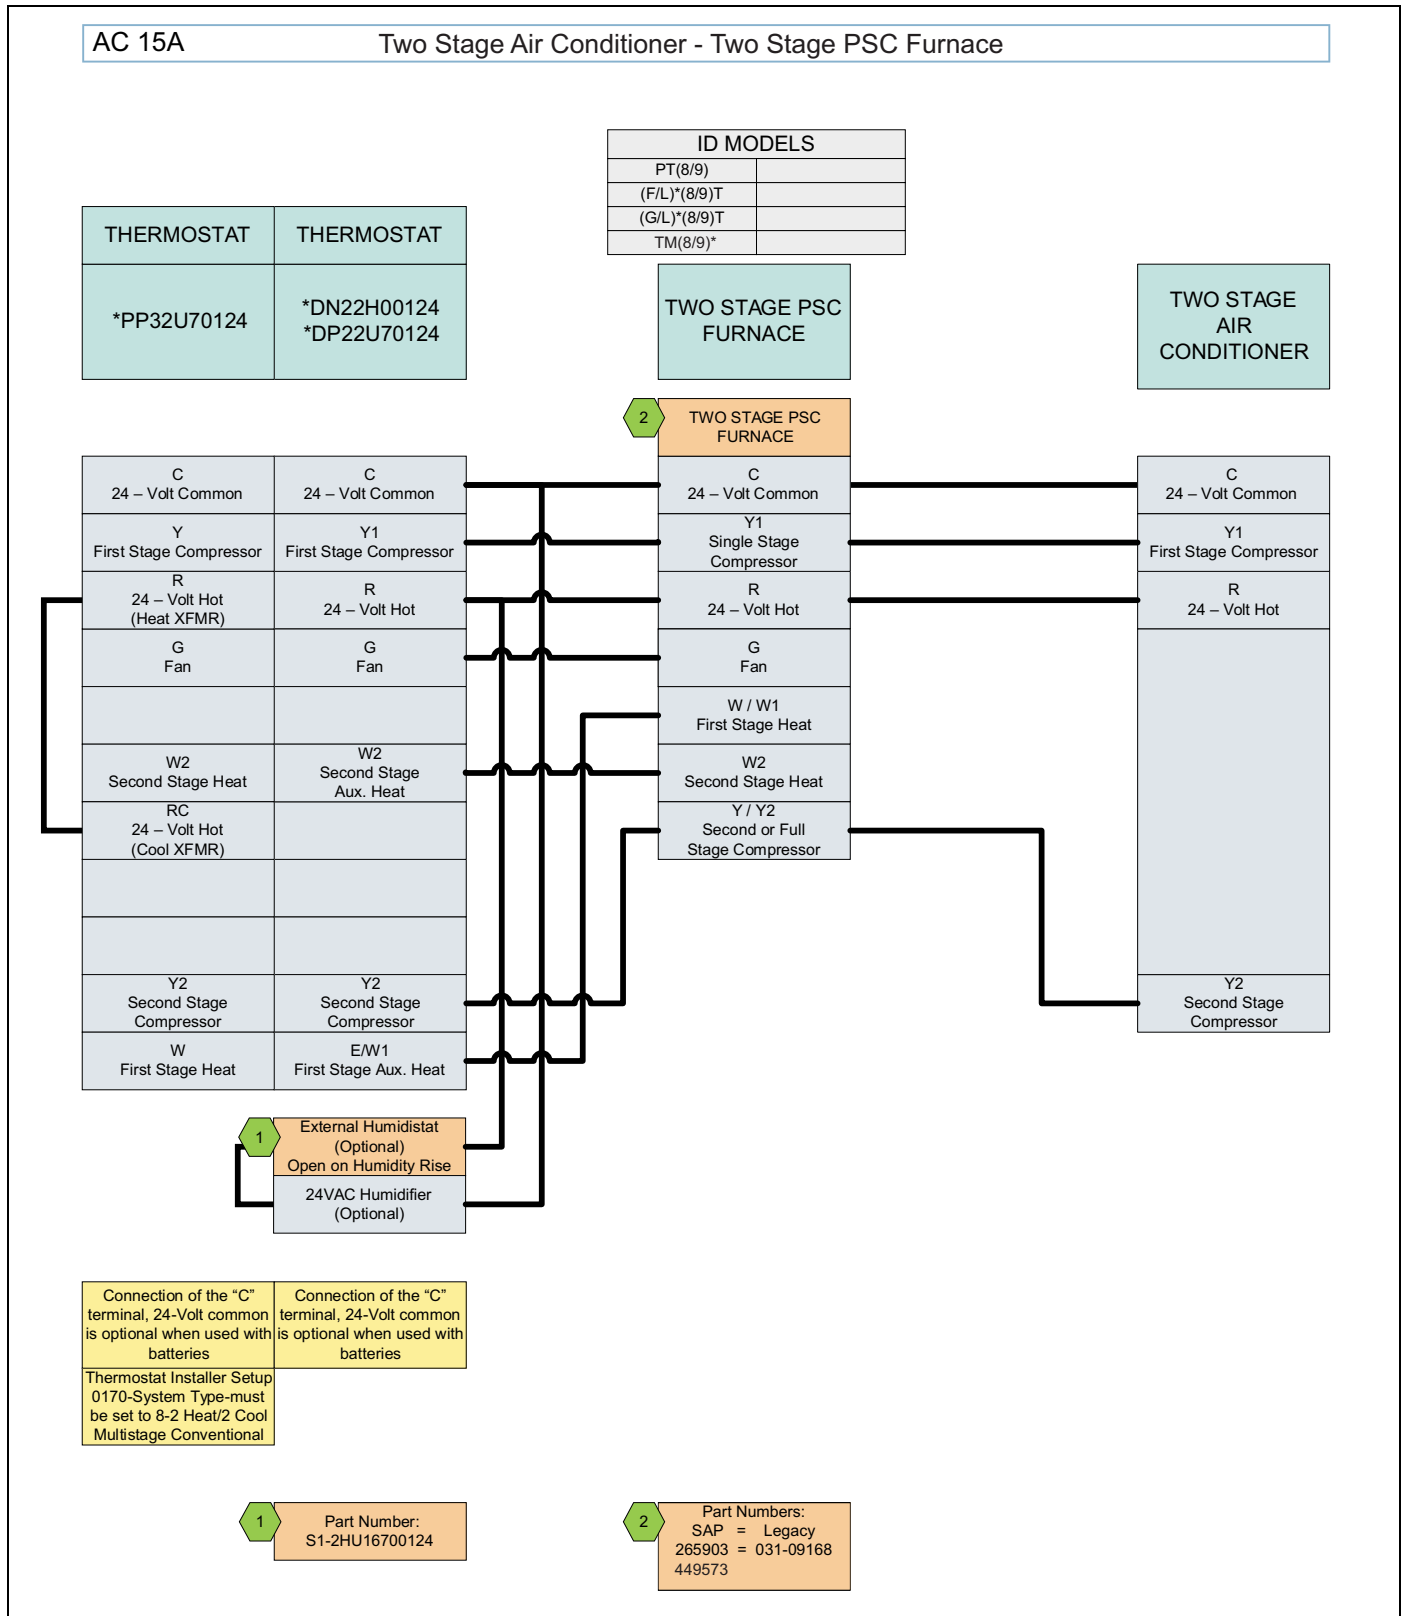 AC 15A
Two Stage Air Conditioner - Two Stage PSC Furnace
ID MODELS
PT(8/9)
(F/L)*(8/9)T
(G/L)*(8/9)T
TM(8/9)*
THERMOSTAT
THERMOSTAT
*PP32U70124
*DN22H00124
*DP22U70124
TWO STAGE PSC
FURNACE
TWO STAGE
AIR
CONDITIONER
2
TWO STAGE PSC
FURNACE
C
24 – Volt Common
C
24 – Volt Common
C
24 – Volt Common
C
24 – Volt Common
Y
First Stage Compressor
Y1
First Stage Compressor
Y1
Single Stage
Compressor
Y1
First Stage Compressor
R
24 – Volt Hot
(Heat XFMR)
R
24 – Volt Hot
R
24 – Volt Hot
R
24 – Volt Hot
G
Fan
G
Fan
G
Fan
W / W1
First Stage Heat
W2
Second Stage Heat
W2
Second Stage
Aux. Heat
W2
Second Stage Heat
RC
24 – Volt Hot
(Cool XFMR)
Y / Y2
Second or Full
Stage Compressor
Y2
Second Stage
Compressor
Y2
Second Stage
Compressor
Y2
Second Stage
Compressor
W
First Stage Heat
E/W1
First Stage Aux. Heat
1
External Humidistat
(Optional)
Open on Humidity Rise
24VAC Humidifier
(Optional)
Connection of the “C”
terminal, 24-Volt common
is optional when used with
batteries
Connection of the “C”
terminal, 24-Volt common
is optional when used with
batteries
Thermostat Installer Setup
0170-System Type-must
be set to 8-2 Heat/2 Cool
Multistage Conventional
1
Part Number:
S1-2HU16700124
2
Part Numbers:
SAP = Legacy
265903 = 031-09168
449573